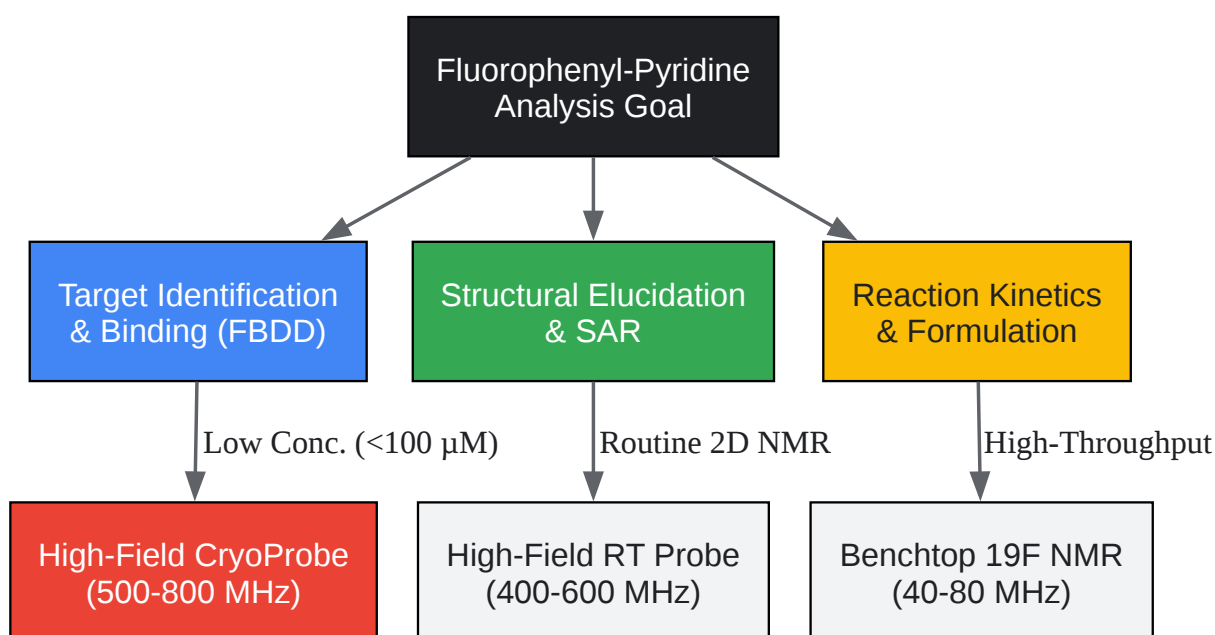 Fluorophenyl-Pyridine
Analysis Goal
Target Identification
& Binding (FBDD)
Structural Elucidation
& SAR
Reaction Kinetics
& Formulation
Low Conc. (<100 µM)
Routine 2D NMR
High-Throughput
High-Field CryoProbe
(500-800 MHz)
High-Field RT Probe
(400-600 MHz)
Benchtop 19F NMR
(40-80 MHz)